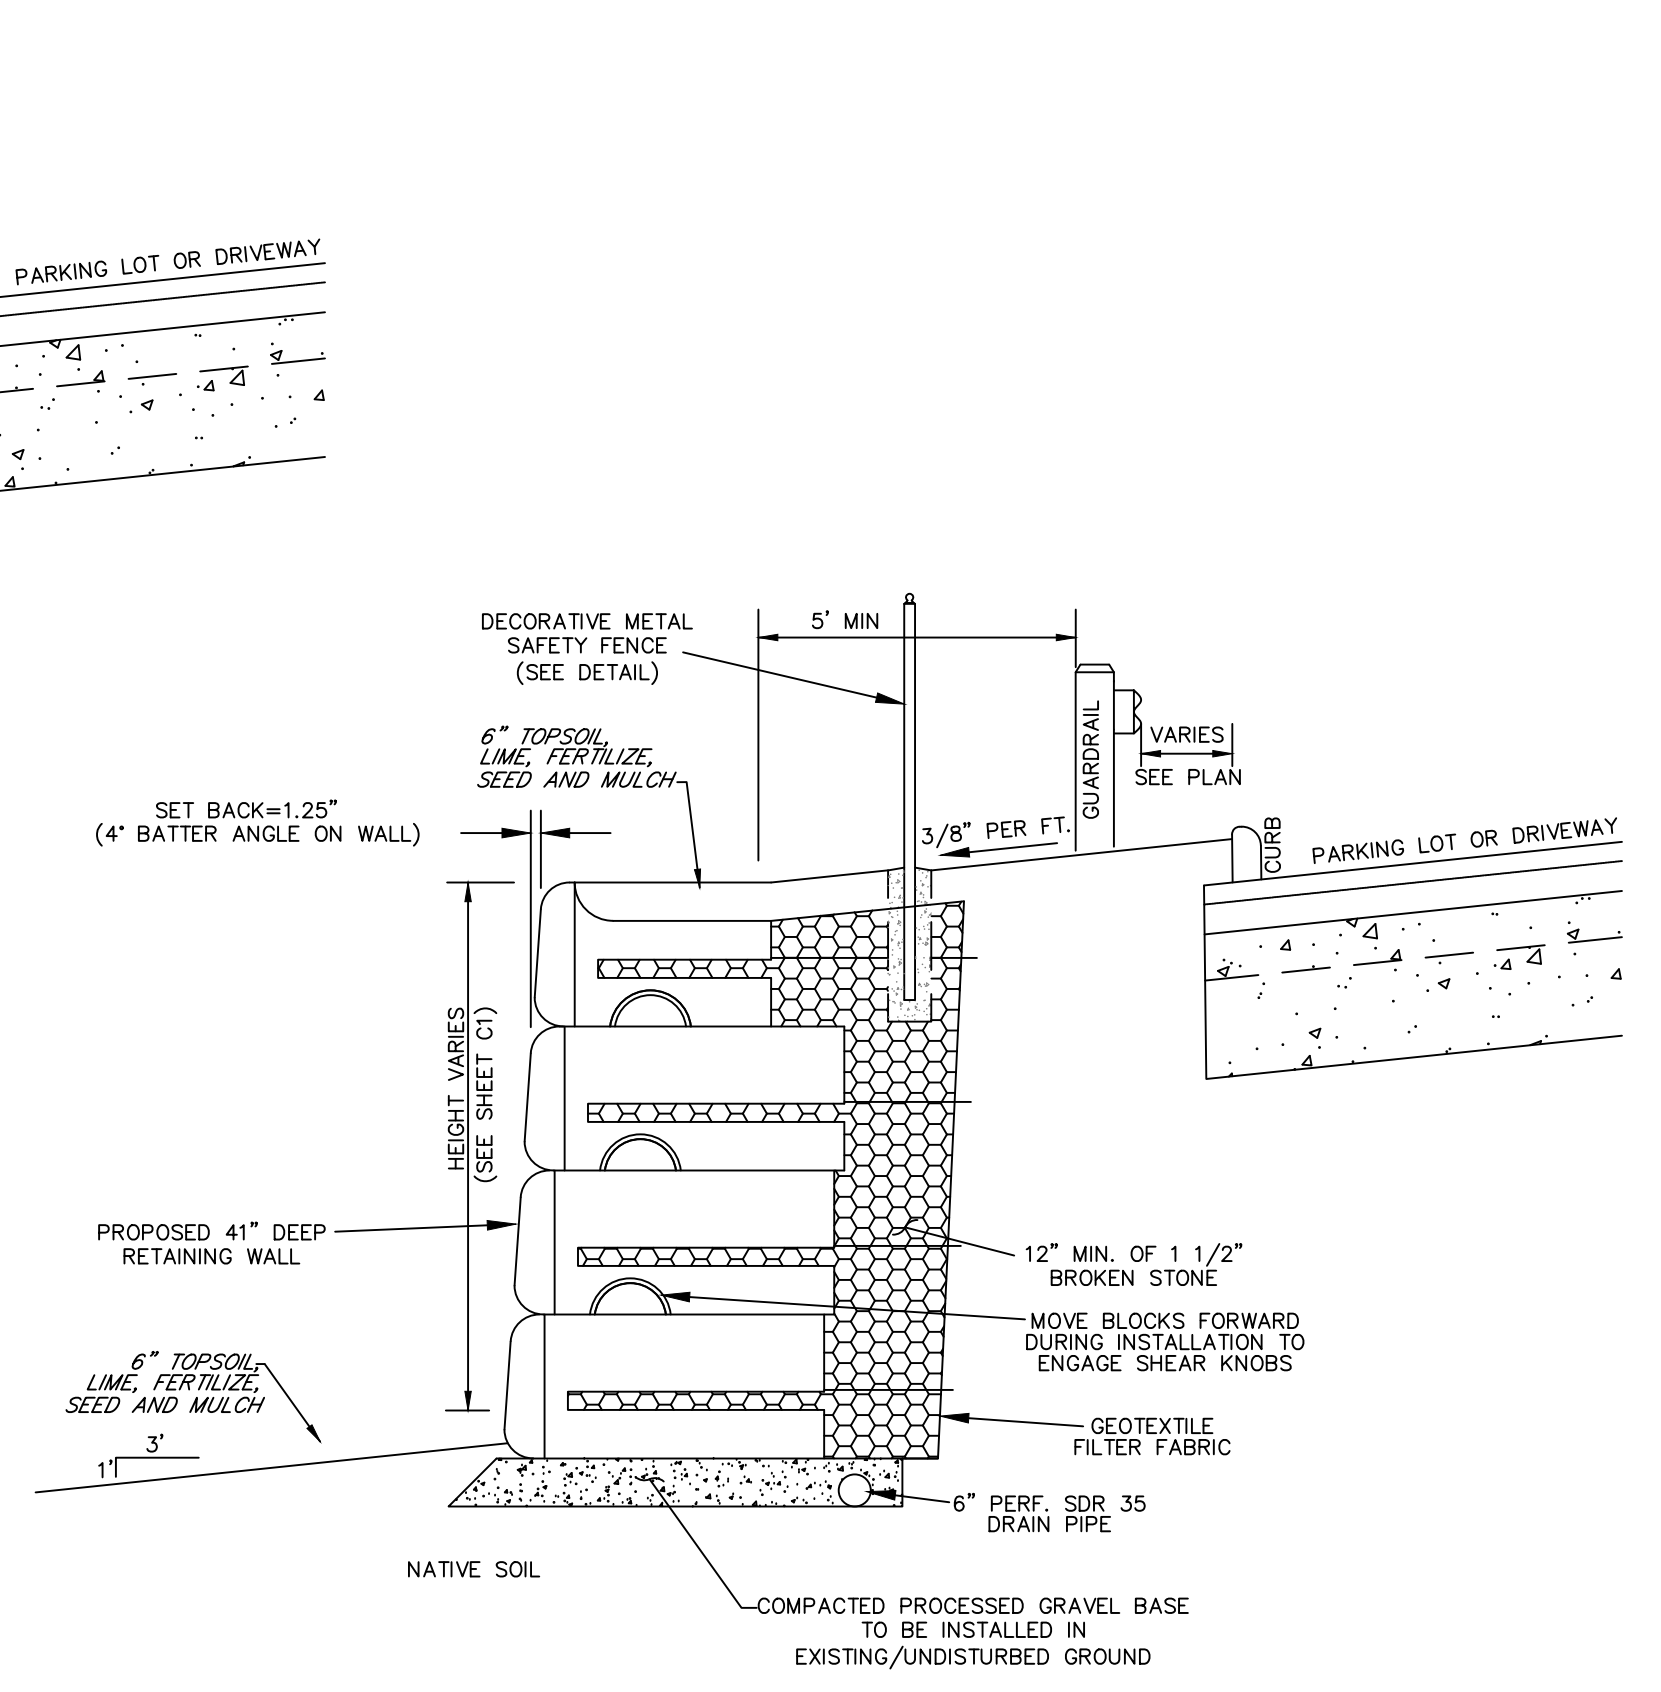 PARKING LOT OR DRIVEWAY
DECORATIVE METAL
SAFETY FENCE
(SEE DETAIL)
5' MIN
6" TOPSOIL,
LIME, FERTILIZE,
SEED AND MULCH
GUARDRAIL
VARIES
SEE PLAN
SET BACK=1.25"
(4° BATTER ANGLE ON WALL)
3/8" PER FT.
CURB
PARKING LOT OR DRIVEWAY
HEIGHT VARIES
(SEE SHEET C1)
PROPOSED 41" DEEP
RETAINING WALL
12" MIN. OF 1 1/2"
BROKEN STONE
MOVE BLOCKS FORWARD
DURING INSTALLATION TO
ENGAGE SHEAR KNOBS
6" TOPSOIL,
LIME, FERTILIZE,
SEED AND MULCH
3'
1'
GEOTEXTILE
FILTER FABRIC
6" PERF. SDR 35
DRAIN PIPE
NATIVE SOIL
COMPACTED PROCESSED GRAVEL BASE
TO BE INSTALLED IN
EXISTING/UNDISTURBED GROUND